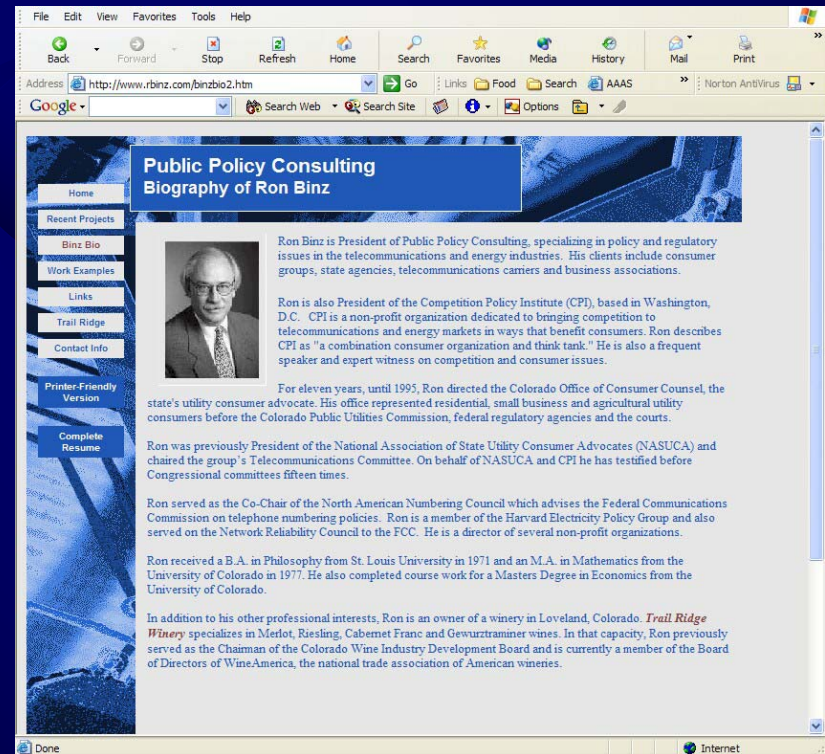 File Edit View Favorites Tools Help
Back Forward Stop Refresh Home Search Favorites Media History Mail Print
Address http://www.rbinz.com/binzbio2.htm Go Links Food Search AAAS Norton AntiVirus
Google Search Web Search Site Options
Public Policy Consulting
Biography of Ron Binz
Home
Recent Projects
Binz Bio
Work Examples
Links
Trail Ridge
Contact Info
Printer-Friendly
Version
Complete
Resume
Ron Binz is President of Public Policy Consulting, specializing in policy and regulatory
issues in the telecommunications and energy industries. His clients include consumer
groups, state agencies, telecommunications carriers and business associations.
Ron is also President of the Competition Policy Institute (CPI), based in Washington,
D.C. CPI is a non-profit organization dedicated to bringing competition to
telecommunications and energy markets in ways that benefit consumers. Ron describes
CPI as "a combination consumer organization and think tank." He is also a frequent
speaker and expert witness on competition and consumer issues.
For eleven years, until 1995, Ron directed the Colorado Office of Consumer Counsel, the
state's utility consumer advocate. His office represented residential, small business and agricultural utility
consumers before the Colorado Public Utilities Commission, federal regulatory agencies and the courts.
Ron was previously President of the National Association of State Utility Consumer Advocates (NASUCA) and
chaired the group's Telecommunications Committee. On behalf of NASUCA and CPI he has testified before
Congressional committees fifteen times.
Ron served as the Co-Chair of the North American Numbering Council which advises the Federal Communications
Commission on telephone numbering policies. Ron is a member of the Harvard Electricity Policy Group and also
served on the Network Reliability Council to the FCC. He is a director of several non-profit organizations.
Ron received a B.A. in Philosophy from St. Louis University in 1971 and an M.A. in Mathematics from the
University of Colorado in 1977. He also completed course work for a Masters Degree in Economics from the
University of Colorado.
In addition to his other professional interests, Ron is an owner of a winery in Loveland, Colorado. Trail Ridge
Winery specializes in Merlot, Riesling, Cabernet Franc and Gewurztraminer wines. In that capacity, Ron previously
served as the Chairman of the Colorado Wine Industry Development Board and is currently a member of the Board
of Directors of WineAmerica, the national trade association of American wineries.
Done Internet